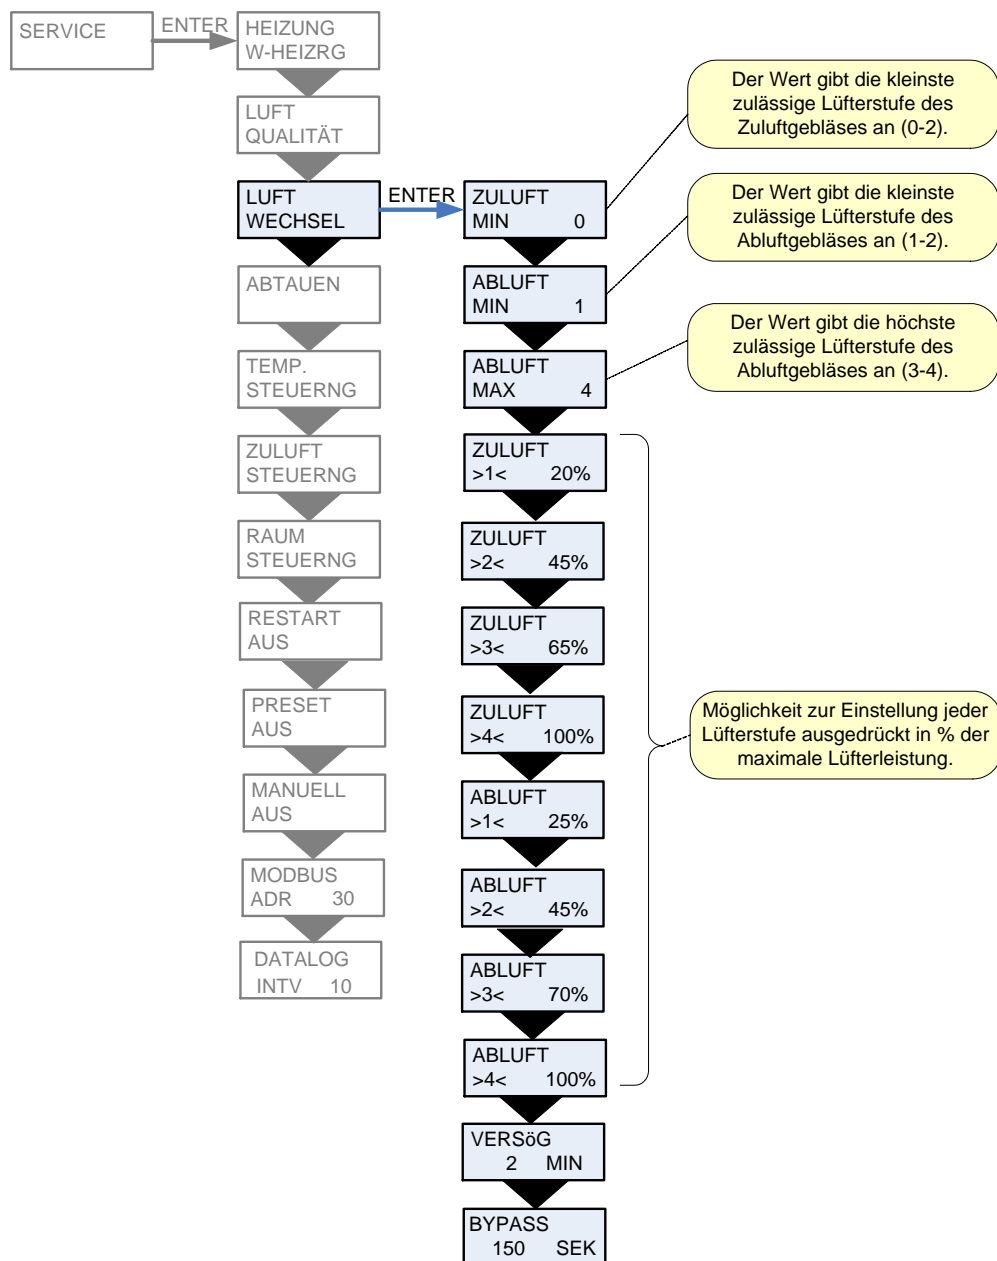 SERVICE
ENTER
HEIZUNG
W-HEIZRG
LUFT
QUALITÄT
LUFT
WECHSEL
ENTER
ABTAUEN
TEMP.
STEUERNG
ZULUFT
STEUERNG
RAUM
STEUERNG
RESTART
AUS
PRESET
AUS
MANUELL
AUS
MODBUS
ADR 30
DATALOG
INTV 10
ZULUFT
MIN 0
ABLUFT
MIN 1
ABLUFT
MAX 4
ZULUFT
>1< 20%
ZULUFT
>2< 45%
ZULUFT
>3< 65%
ZULUFT
>4< 100%
ABLUFT
>1< 25%
ABLUFT
>2< 45%
ABLUFT
>3< 70%
ABLUFT
>4< 100%
VERSöG
2 MIN
BYPASS
150 SEK
Der Wert gibt die kleinste
zulässige Lüfterstufe des
Zuluftgebläses an (0-2).
Der Wert gibt die kleinste
zulässige Lüfterstufe des
Abluftgebläses an (1-2).
Der Wert gibt die höchste
zulässige Lüfterstufe des
Abluftgebläses an (3-4).
Möglichkeit zur Einstellung jeder
Lüfterstufe ausgedrückt in % der
maximale Lüfterleistung.